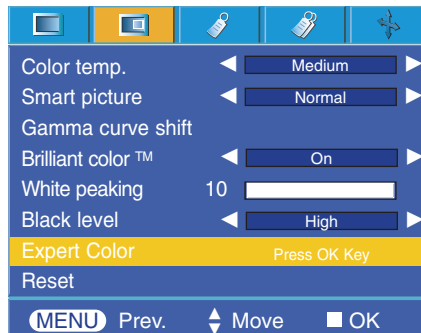 Color temp. Medium
Smart picture Normal
Gamma curve shift
Brilliant color ™ On
White peaking 10
Black level High
Expert Color Press OK Key
Reset
MENU Prev. Move OK